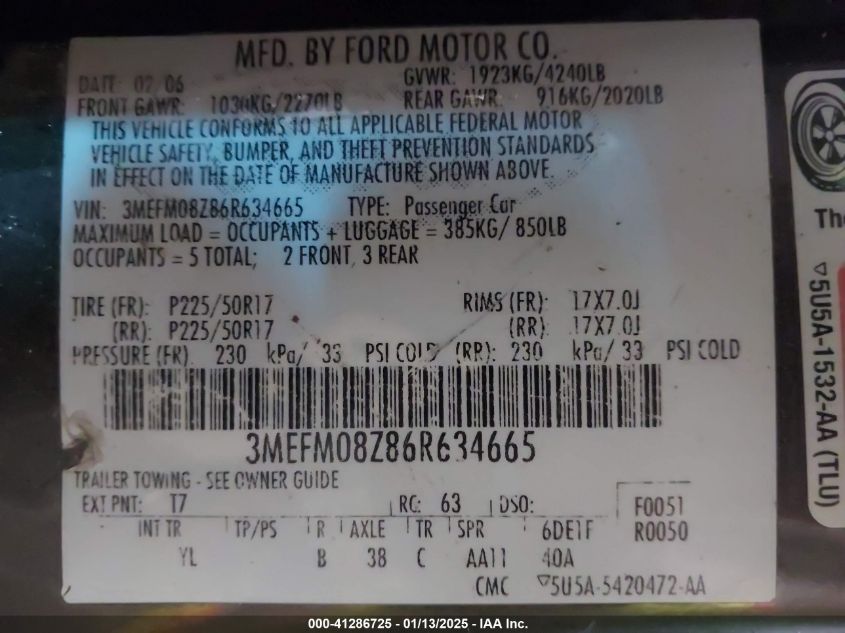 MFD. BY FORD MOTOR CO.
DATE: 02/06 GVWR: 1923KG/4240LB
FRONT GAWR: 1030KG/2270LB REAR GAWR: 916KG/2020LB
THIS VEHICLE CONFORMS TO ALL APPLICABLE FEDERAL MOTOR
VEHICLE SAFETY, BUMPER, AND THEFT PREVENTION STANDARDS
IN EFFECT ON THE DATE OF MANUFACTURE SHOWN ABOVE.
VIN: 3MEFM08Z86R634665 TYPE: Passenger Car
MAXIMUM LOAD = OCCUPANTS + LUGGAGE = 385KG/ 850LB
OCCUPANTS = 5 TOTAL; 2 FRONT, 3 REAR
TIRE (FR): P225/50R17 RIMS (FR): 17X7.0J
(RR): P225/50R17 (RR): 17X7.0J
PRESSURE (FR): 230 kPa/ 33 PSI COLD (RR): 230 kPa/ 33 PSI COLD
3MEFM08Z86R634665
TRAILER TOWING - SEE OWNER GUIDE
EXT PNT: T7 RC: 63 DSO: F0051
INT TR TP/PS R AXLE TR SPR 6DE1F R0050
YL B 38 C AA11 40A
CMC ▽5U5A-5420472-AA
The
▽5U5A-1532-AA (TLU)
000-41286725 - 01/13/2025 - IAA Inc.